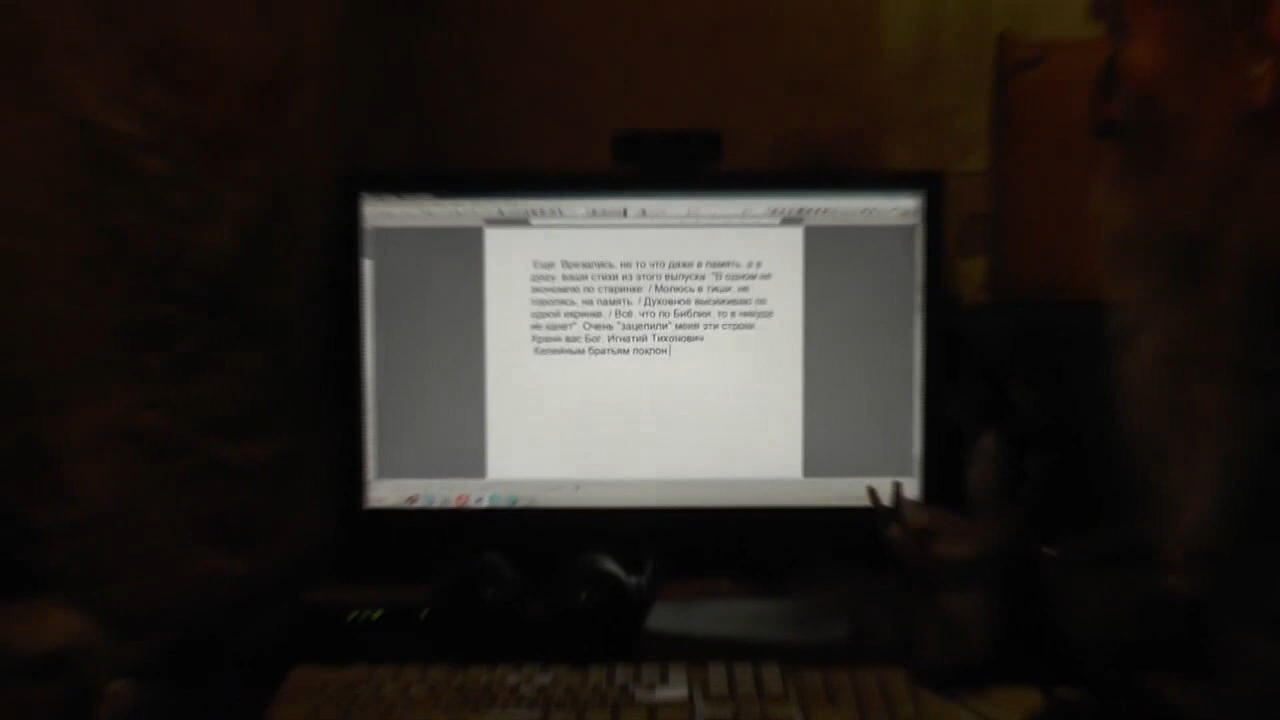 Еще. Врезались, не то что даже в память, а в
душу, ваши стихи из этого выпуска: "В одном не
экономлю по старинке: / Молюсь в тиши, не
торопясь, на память. / Духовное выискиваю по
одной икринке, / Всё, что по Библии, то в никуда
не канет". Очень "зацепили" меня эти строки.
Храни вас Бог, Игнатий Тихонович
Келейным братьям поклон